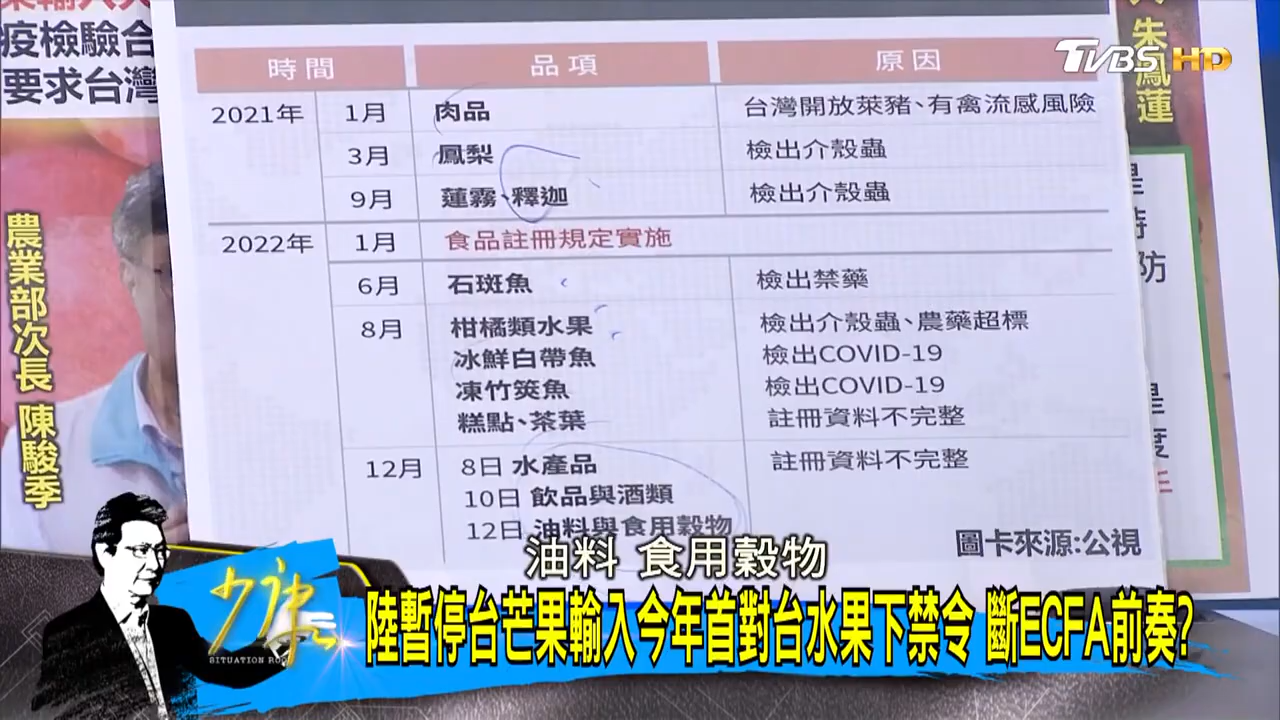 疫檢驗合
要求台灣
TVBS HD
朱鳳蓮
時間 品項 原因
2021年 1月 肉品 台灣開放萊豬、有禽流感風險
3月 鳳梨 檢出介殼蟲
9月 蓮霧、釋迦 檢出介殼蟲
2022年 1月 食品註冊規定實施
6月 石斑魚 檢出禁藥
8月 柑橘類水果 檢出介殼蟲、農藥超標
冰鮮白帶魚 檢出COVID-19
凍竹筴魚 檢出COVID-19
糕點、茶葉 註冊資料不完整
12月 8日 水產品 註冊資料不完整
10日 飲品與酒類
12日 油料與食用穀物
圖卡來源:公視
農業部次長 陳駿季
防
度
油料 食用穀物
少康
SITUATION RO
陸暫停台芒果輸入今年首對台水果下禁令 斷ECFA前奏?